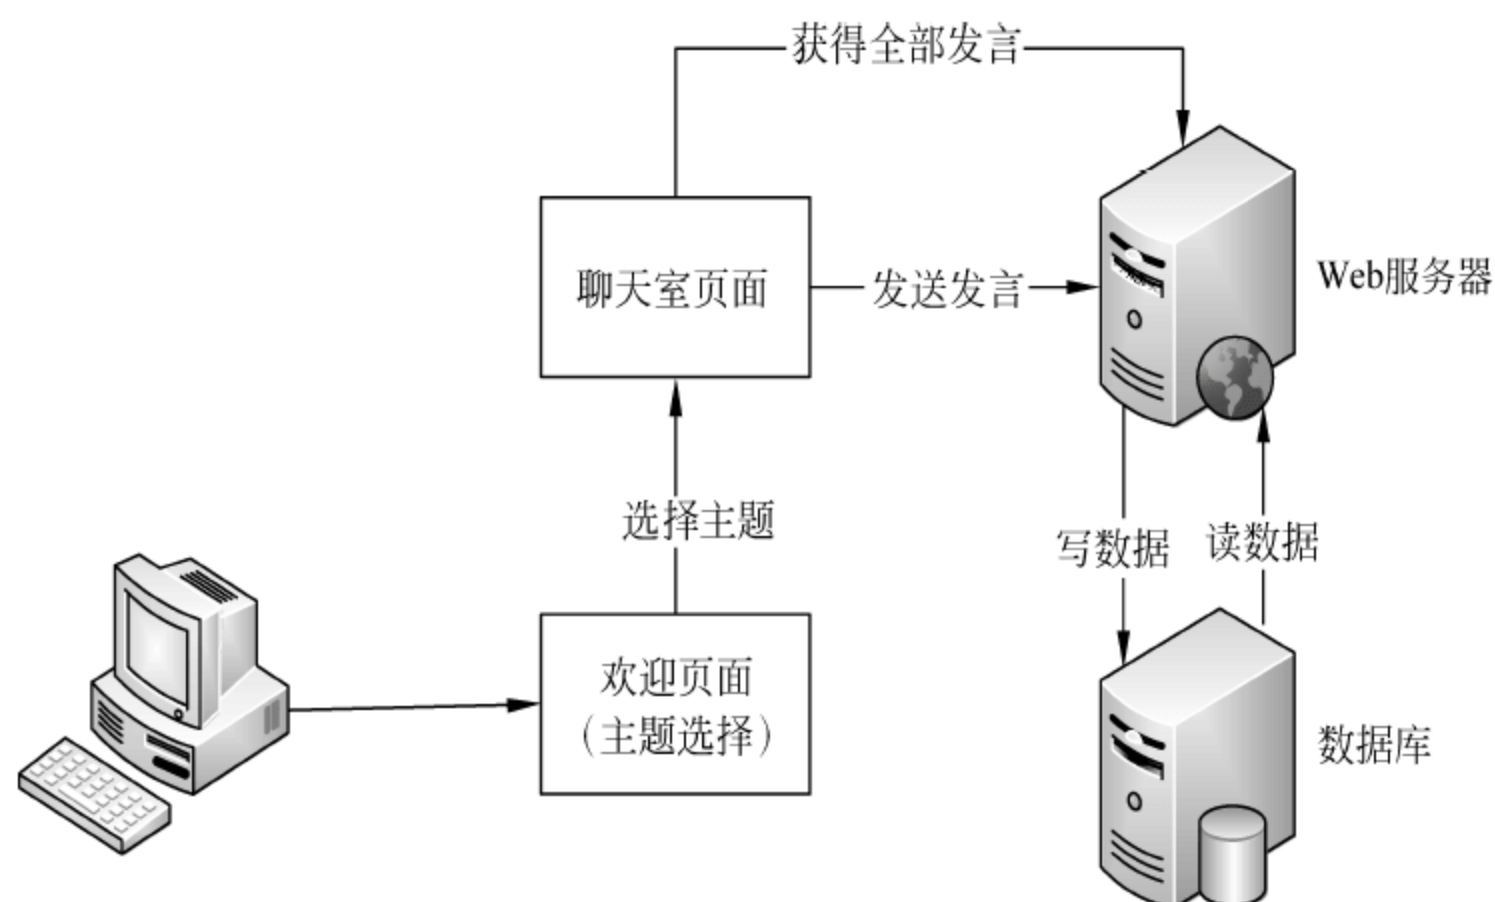 获得全部发言
聊天室页面
发送发言
Web服务器
选择主题
写数据
读数据
欢迎页面
（主题选择）
数据库